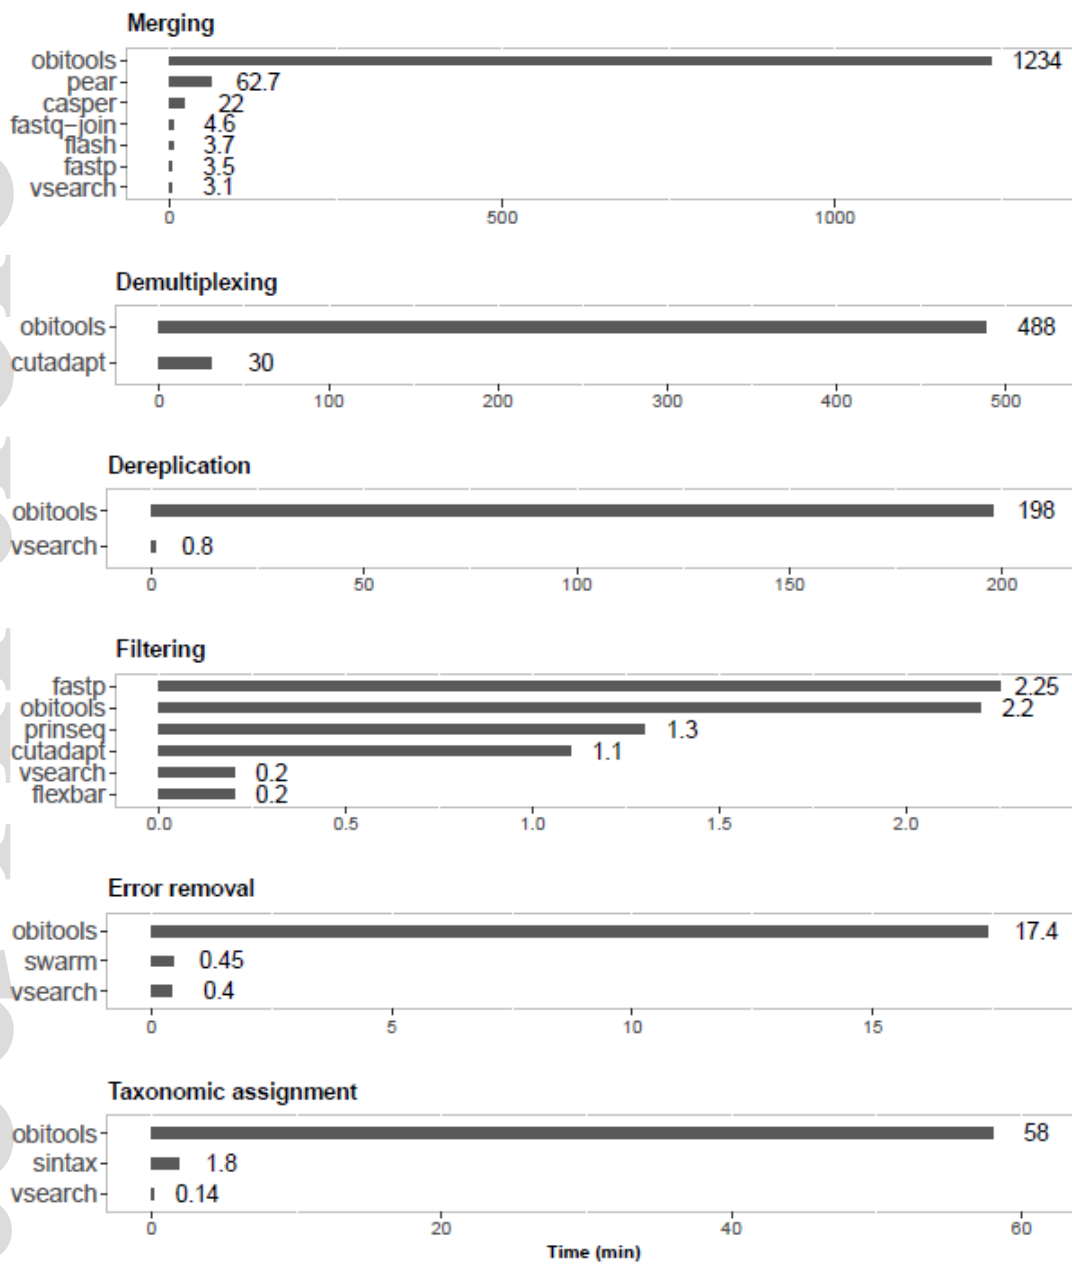 Merging
obitools 1234
pear 62.7
casper 22
fastq-join 4.6
flash 3.7
fastp 3.5
vsearch 3.1
0 500 1000
Demultiplexing
obitools 488
cutadapt 30
0 100 200 300 400 500
Dereplication
obitools 198
vsearch 0.8
0 50 100 150 200
Filtering
fastp 2.25
obitools 2.2
prinseq 1.3
cutadapt 1.1
vsearch 0.2
flexbar 0.2
0.0 0.5 1.0 1.5 2.0
Error removal
obitools 17.4
swarm 0.45
vsearch 0.4
0 5 10 15
Taxonomic assignment
obitools 58
sintax 1.8
vsearch 0.14
0 20 40 60
Time (min)